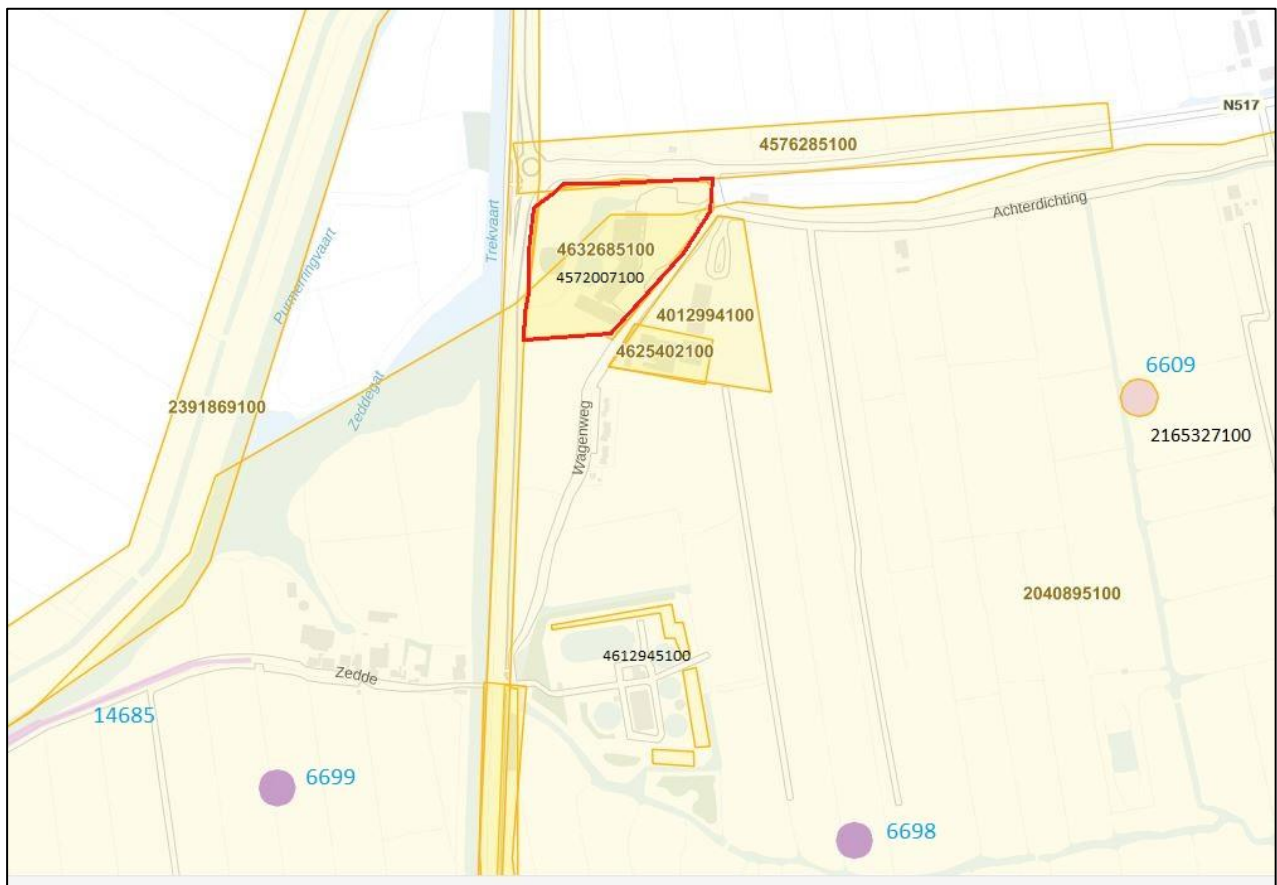 N517
4576285100
Achterdichting
Trekvaart
Purmerringvaart
4632685100
4572007100
4012994100
4625402100
6609
2391869100
Zeddegat
2165327100
Wagenweg
2040895100
4612945100
Zedde
14685
6699
6698